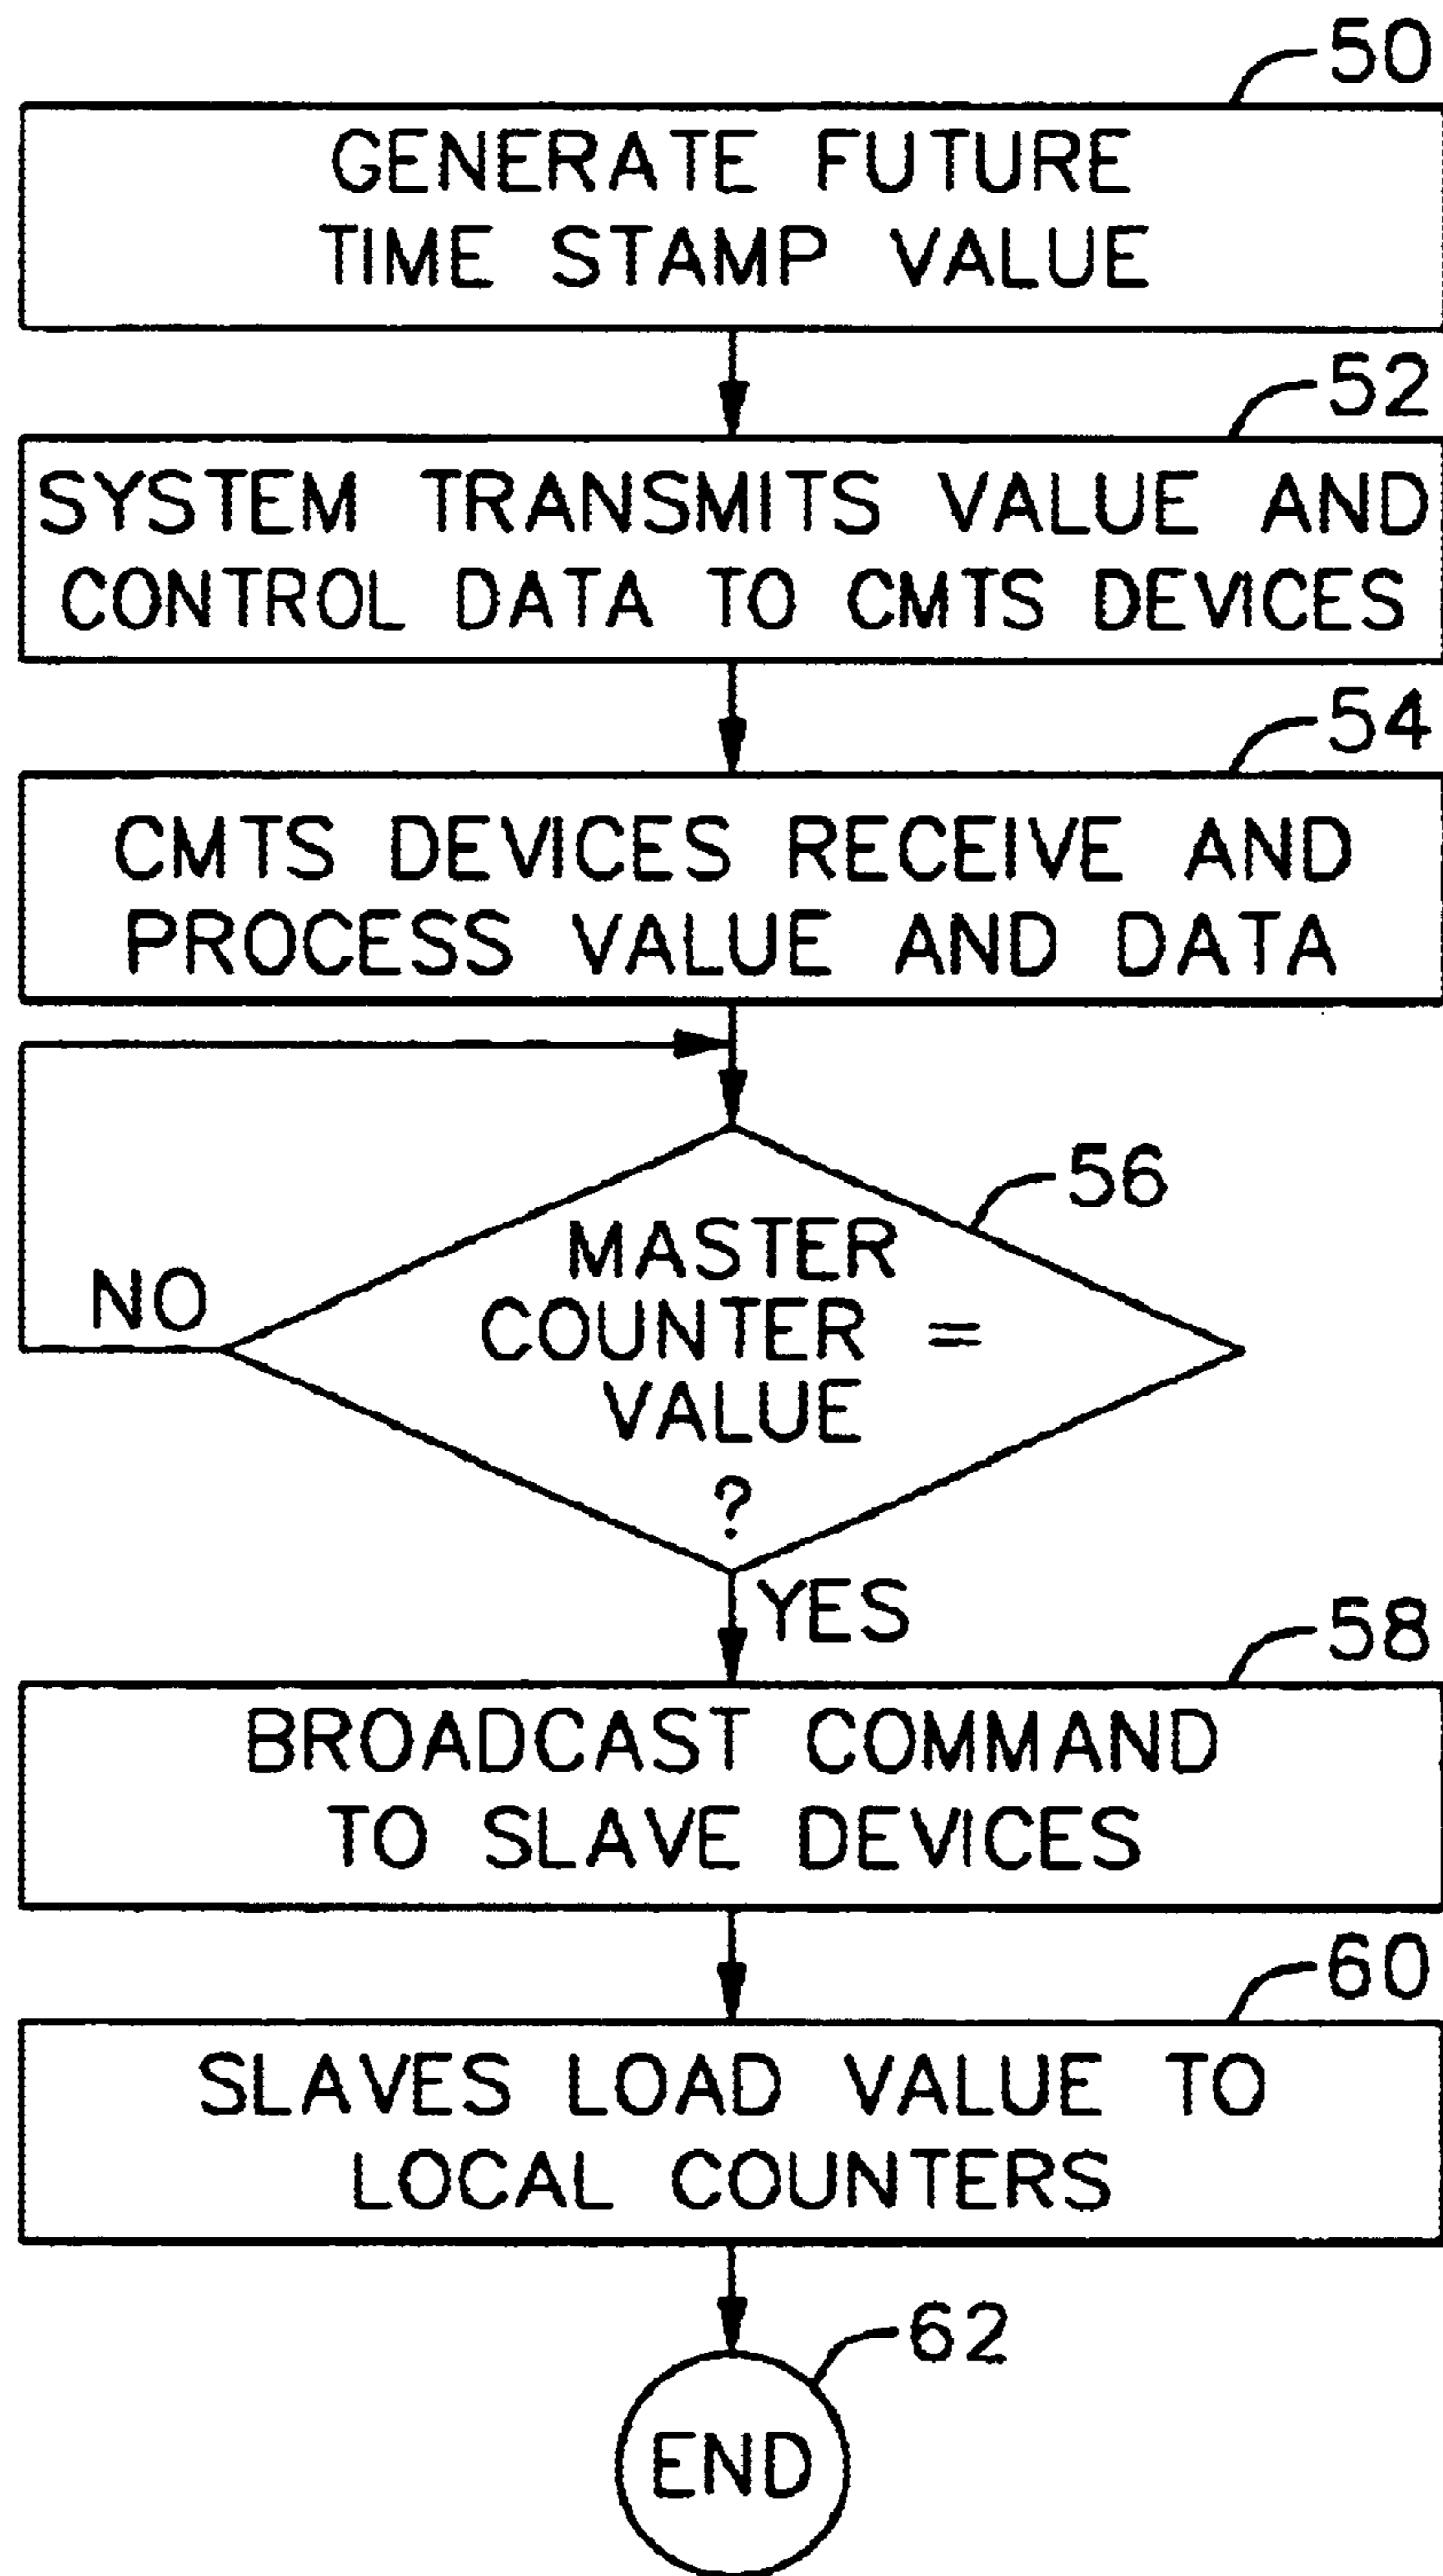 50
GENERATE FUTURE
TIME STAMP VALUE
52
SYSTEM TRANSMITS VALUE AND
CONTROL DATA TO CMTS DEVICES
54
CMTS DEVICES RECEIVE AND
PROCESS VALUE AND DATA
56
MASTER
COUNTER =
VALUE
?
NO
YES
58
BROADCAST COMMAND
TO SLAVE DEVICES
60
SLAVES LOAD VALUE TO
LOCAL COUNTERS
62
END